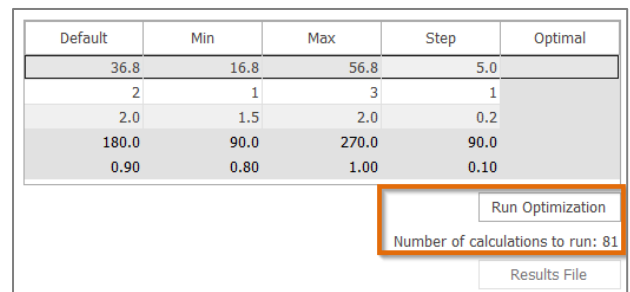 Default Min Max Step Optimal
36.8 16.8 56.8 5.0
2 1 3 1
2.0 1.5 2.0 0.2
180.0 90.0 270.0 90.0
0.90 0.80 1.00 0.10
Run Optimization
Number of calculations to run: 81
Results File